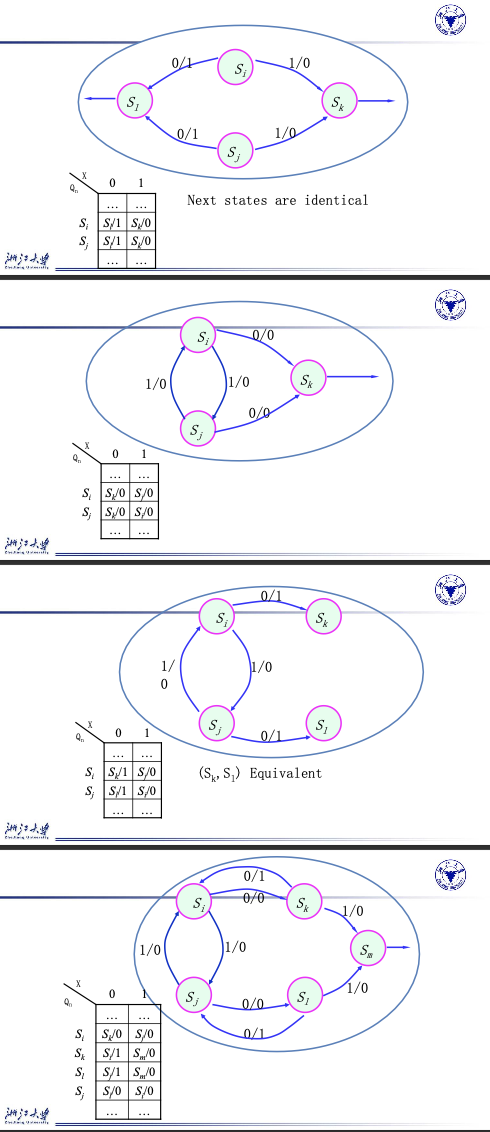 0/1
S_i
1/0
S_l
S_k
0/1
S_j
1/0
X
Q_n
0 1
Next states are identical
… …
S_i S_l/1 S_k/0
S_j S_l/1 S_k/0
… …
浙江大学
ZheJiang University
S_i
0/0
1/0
1/0
S_k
0/0
S_j
X
Q_n
0 1
… …
S_i S_k/0 S_j/0
S_j S_k/0 S_i/0
… …
浙江大学
ZheJiang University
0/1
S_i
S_k
1/
0
1/0
S_j
0/1
S_l
X
Q_n
0 1
… …
S_i S_k/1 S_j/0
S_j S_l/1 S_i/0
… …
(S_k,S_l) Equivalent
浙江大学
ZheJiang University
0/1
S_i
0/0
S_k
1/0
1/0
1/0
S_m
S_j
0/0
S_l
1/0
0/1
X
Q_n
0 1
… …
S_i S_k/0 S_j/0
S_k S_i/1 S_m/0
S_l S_j/1 S_m/0
S_j S_l/0 S_i/0
… …
浙江大学
ZheJiang University